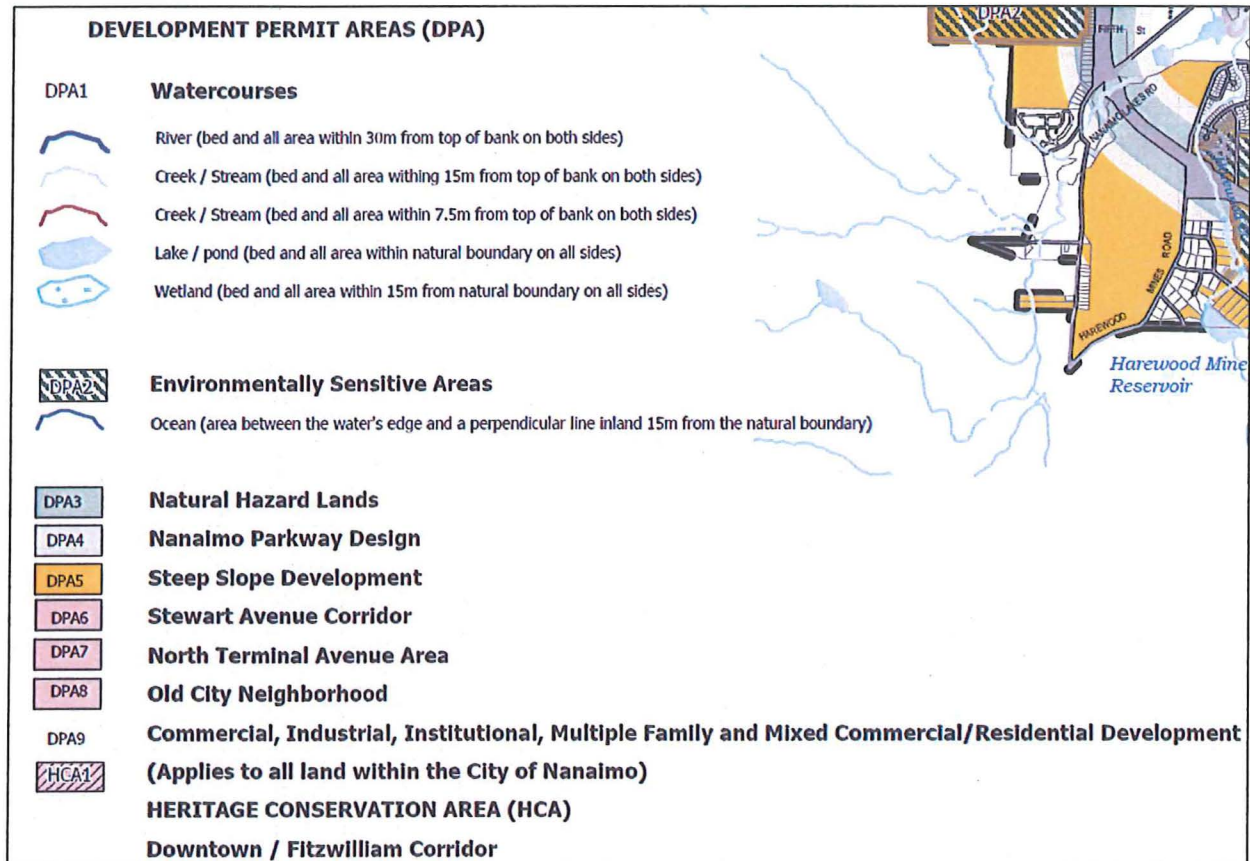 DEVELOPMENT PERMIT AREAS (DPA)
DPA1 Watercourses
River (bed and all area within 30m from top of bank on both sides)
Creek / Stream (bed and all area withing 15m from top of bank on both sides)
Creek / Stream (bed and all area within 7.5m from top of bank on both sides)
Lake / pond (bed and all area within natural boundary on all sides)
Wetland (bed and all area within 15m from natural boundary on all sides)
DPA2 Environmentally Sensitive Areas
Ocean (area between the water's edge and a perpendicular line inland 15m from the natural boundary)
DPA3 Natural Hazard Lands
DPA4 Nanaimo Parkway Design
DPA5 Steep Slope Development
DPA6 Stewart Avenue Corridor
DPA7 North Terminal Avenue Area
DPA8 Old City Neighborhood
DPA9 Commercial, Industrial, Institutional, Multiple Family and Mixed Commercial/Residential Development
HCA1 (Applies to all land within the City of Nanaimo)
HERITAGE CONSERVATION AREA (HCA)
Downtown / Fitzwilliam Corridor
DPA2
FIFTH St
NANAIMO LAKES RD
HAREWOOD MINES ROAD
Harewood Mine
Reservoir